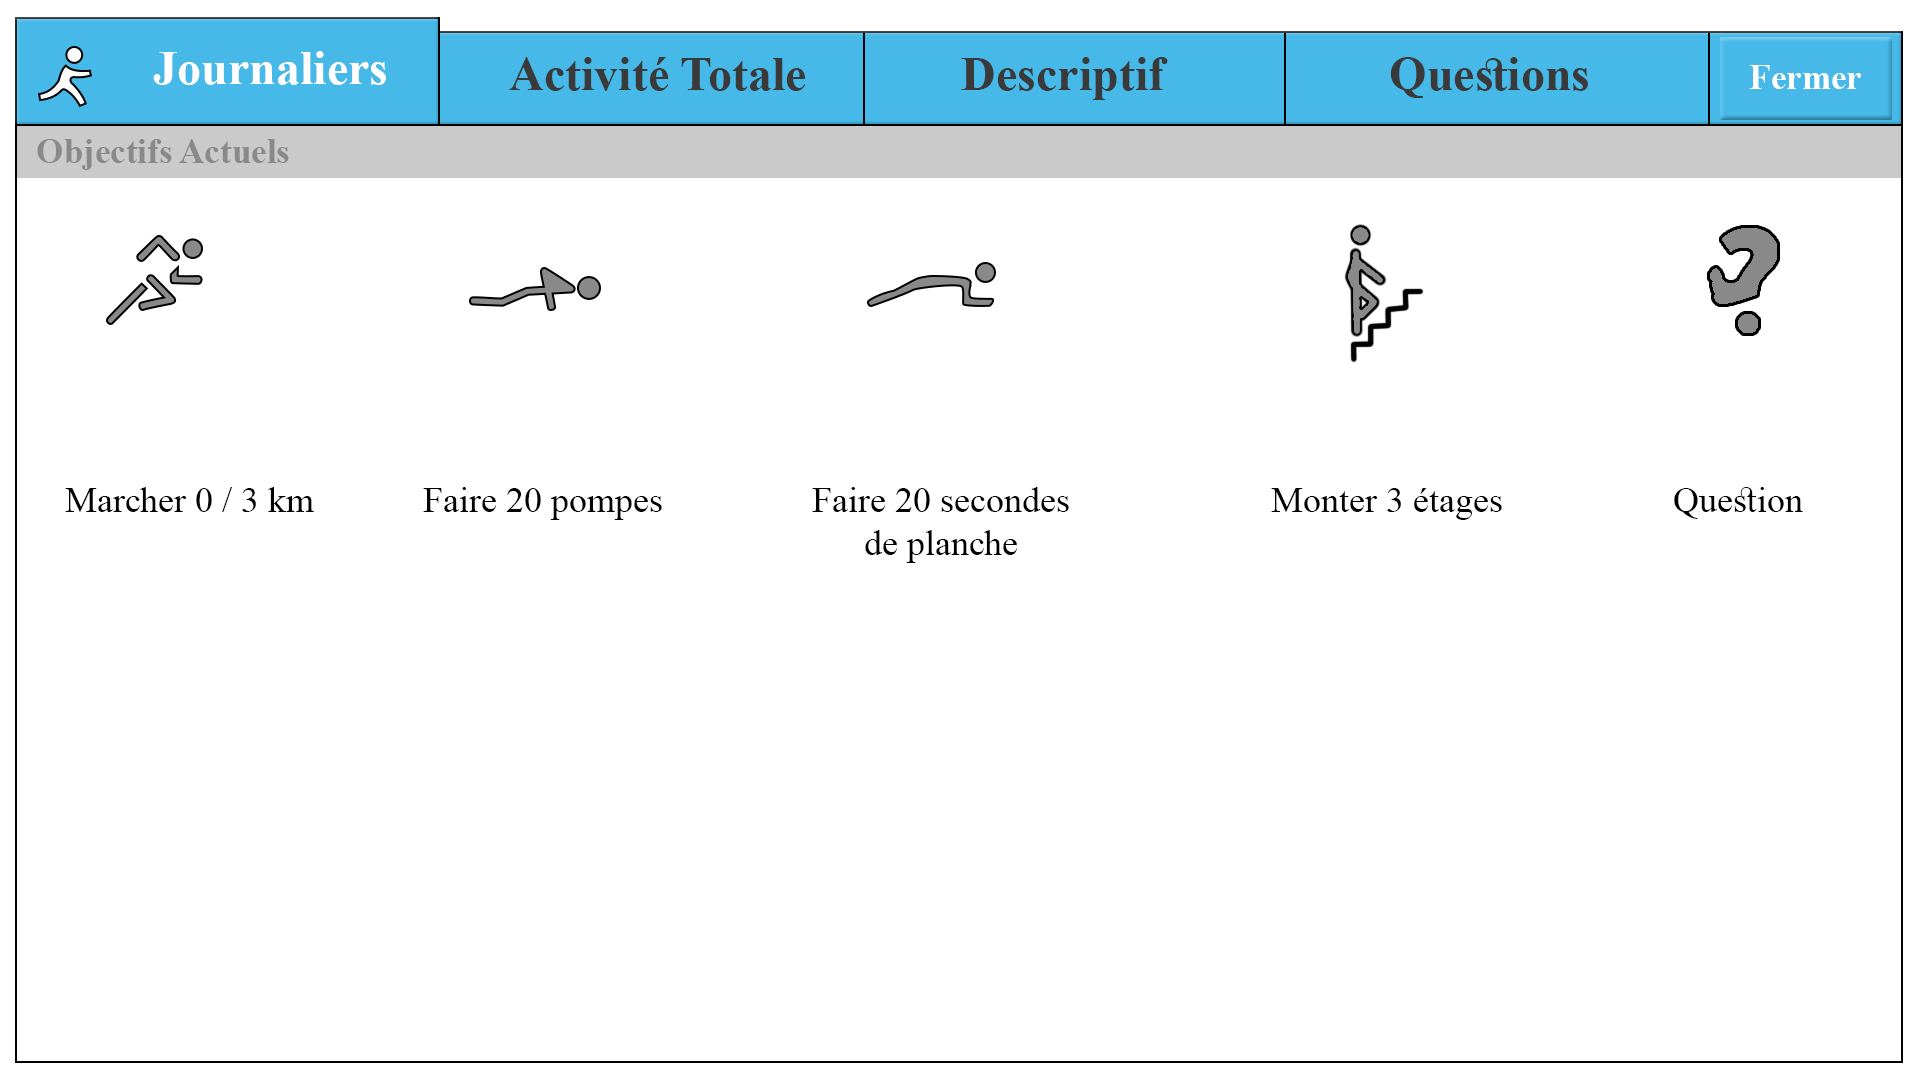 Journaliers
Activité Totale
Descriptif
Questions
Fermer
Objectifs Actuels
Marcher 0 / 3 km
Faire 20 pompes
Faire 20 secondes
de planche
Monter 3 étages
Question